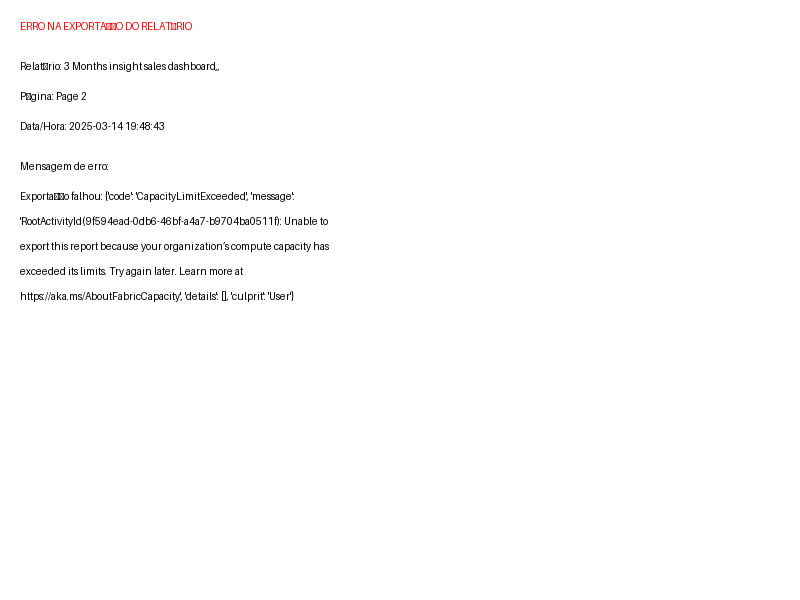 ERRO NA EXPORTA▯▯O DO RELAT▯RIO
Relat▯rio: 3 Months insight sales dashboard,,
P▯gina: Page 2
Data/Hora: 2025-03-14 19:48:43
Mensagem de erro:
Exporta▯▯o falhou: {'code': 'CapacityLimitExceeded', 'message':
'RootActivityId(9f594ead-0db6-46bf-a4a7-b9704ba0511f): Unable to
export this report because your organization’s compute capacity has
exceeded its limits. Try again later. Learn more at
https://aka.ms/AboutFabricCapacity', 'details': [], 'culprit': 'User'}